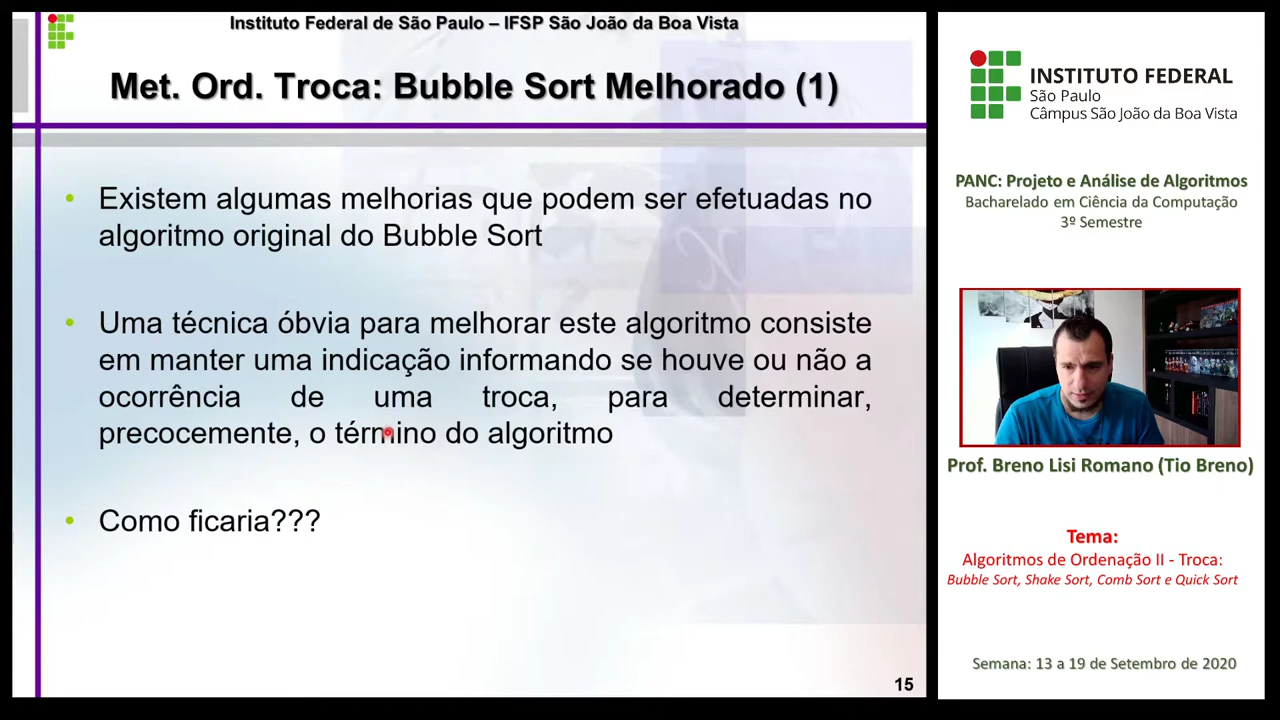 Instituto Federal de São Paulo – IFSP São João da Boa Vista
Met. Ord. Troca: Bubble Sort Melhorado (1)
• Existem algumas melhorias que podem ser efetuadas no
algoritmo original do Bubble Sort
• Uma técnica óbvia para melhorar este algoritmo consiste
em manter uma indicação informando se houve ou não a
ocorrência de uma troca, para determinar,
precocemente, o término do algoritmo
• Como ficaria???
15
INSTITUTO FEDERAL
São Paulo
Câmpus São João da Boa Vista
PANC: Projeto e Análise de Algoritmos
Bacharelado em Ciência da Computação
3º Semestre
Prof. Breno Lisi Romano (Tio Breno)
Tema:
Algoritmos de Ordenação II - Troca:
Bubble Sort, Shake Sort, Comb Sort e Quick Sort
Semana: 13 a 19 de Setembro de 2020